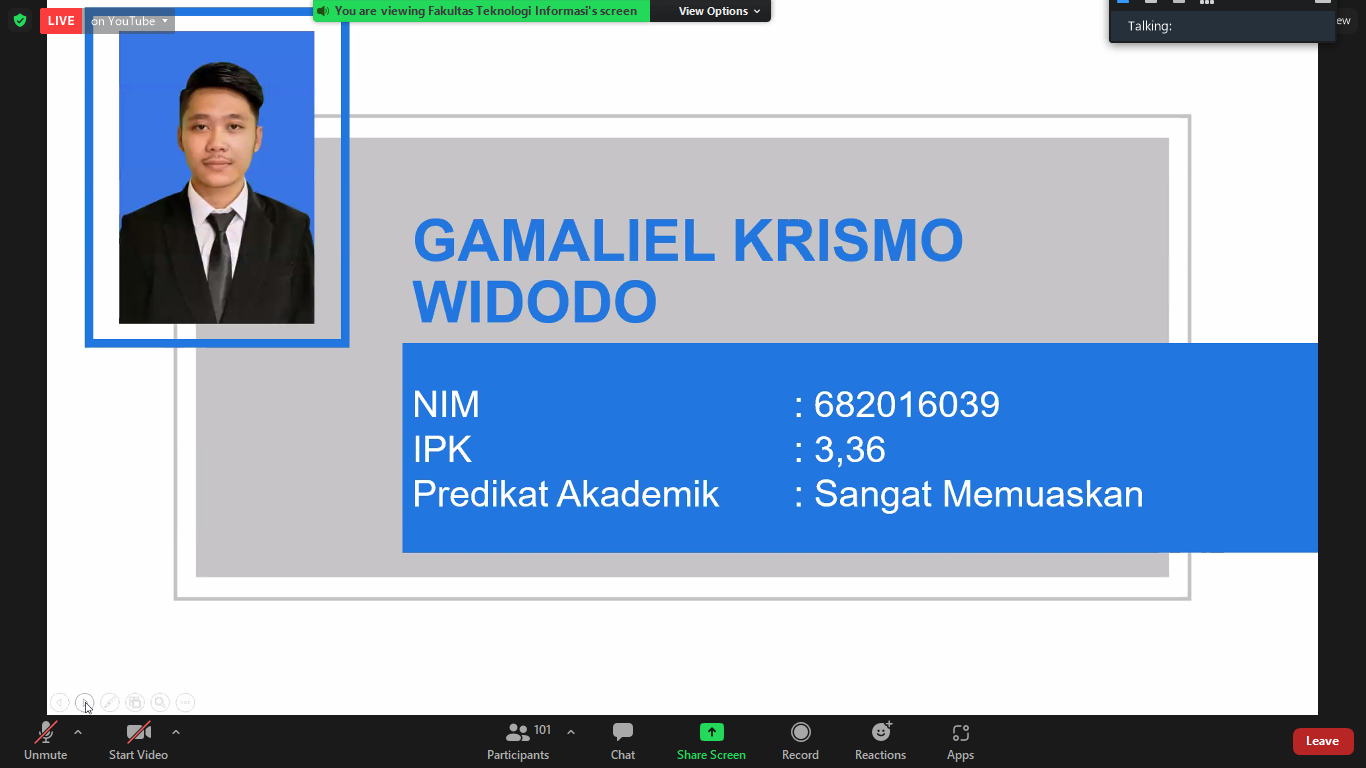 LIVE on YouTube
You are viewing Fakultas Teknologi Informasi's screen
View Options
Talking:
ew
GAMALIEL KRISMO
WIDODO
NIM : 682016039
IPK : 3,36
Predikat Akademik : Sangat Memuaskan
Unmute
Start Video
Participants 101
Chat
Share Screen
Record
Reactions
Apps
Leave